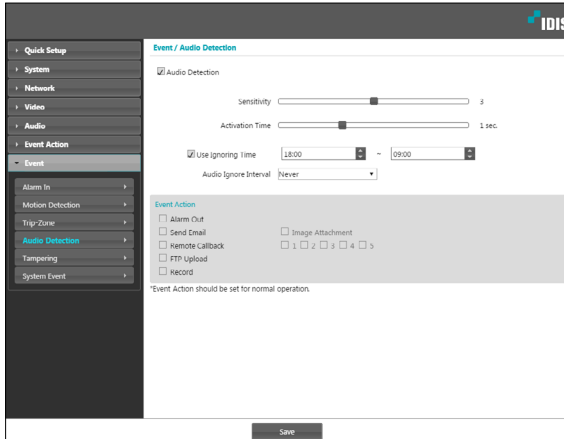 IDIS
Quick Setup
System
Network
Video
Audio
Event Action
Event
Alarm In
Motion Detection
Trip-Zone
Audio Detection
Tampering
System Event
Event / Audio Detection
Audio Detection
Sensitivity 3
Activation Time 1 sec.
Use Ignoring Time 18:00 ~ 09:00
Audio Ignore Interval Never
Event Action
Alarm Out
Send Email Image Attachment
Remote Callback 1 2 3 4 5
FTP Upload
Record
*Event Action should be set for normal operation.
Save